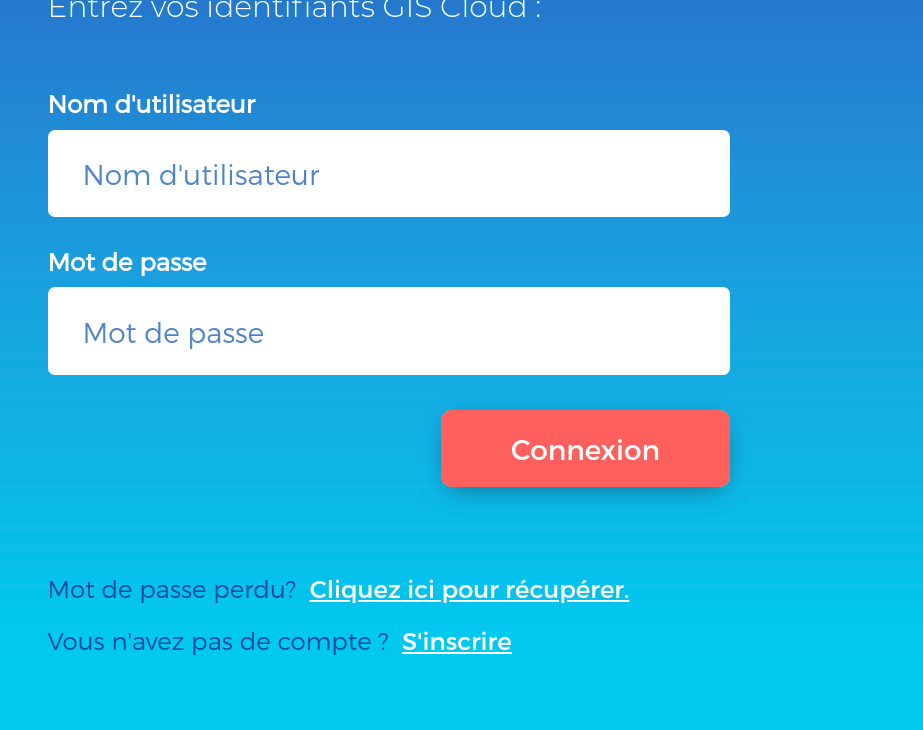 Entrez vos identifiants GIS Cloud :
Nom d'utilisateur
Nom d'utilisateur
Mot de passe
Mot de passe
Connexion
Mot de passe perdu? Cliquez ici pour récupérer.
Vous n'avez pas de compte ? S'inscrire